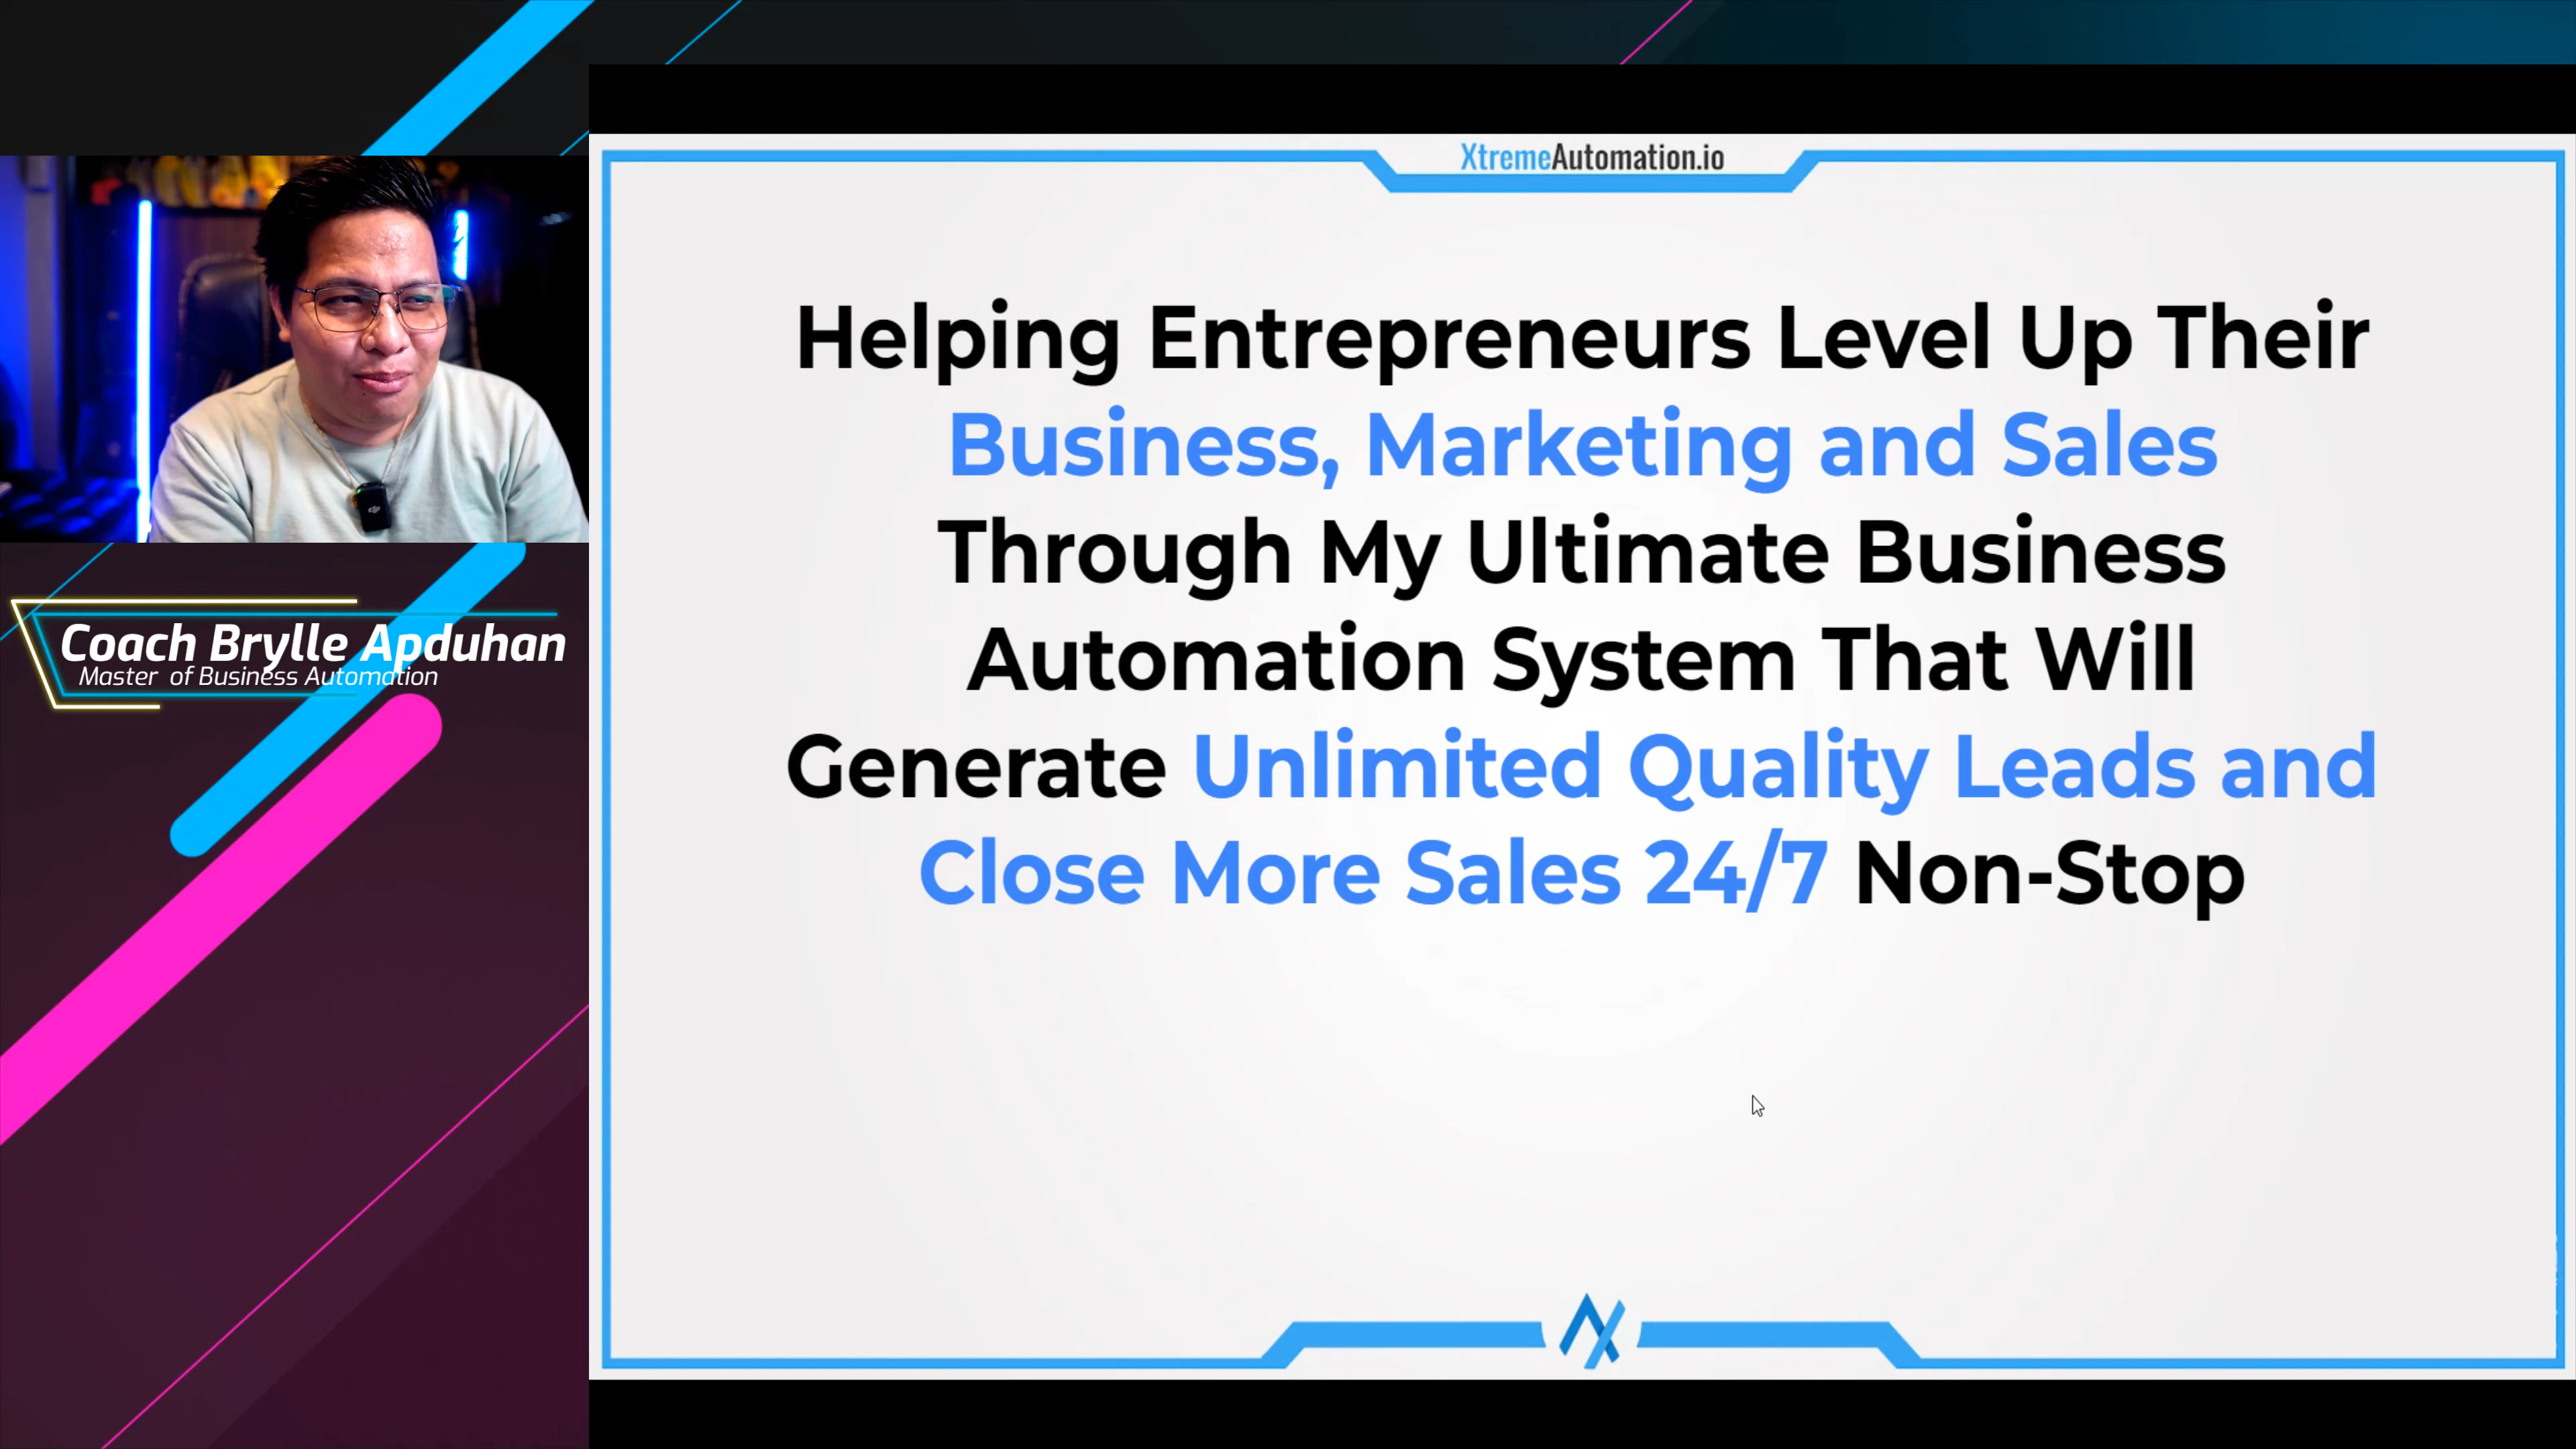 XtremeAutomation.io
Helping Entrepreneurs Level Up Their
Business, Marketing and Sales
Through My Ultimate Business
Automation System That Will
Generate Unlimited Quality Leads and
Close More Sales 24/7 Non-Stop
Coach Brylle Apduhan
Master of Business Automation
dji